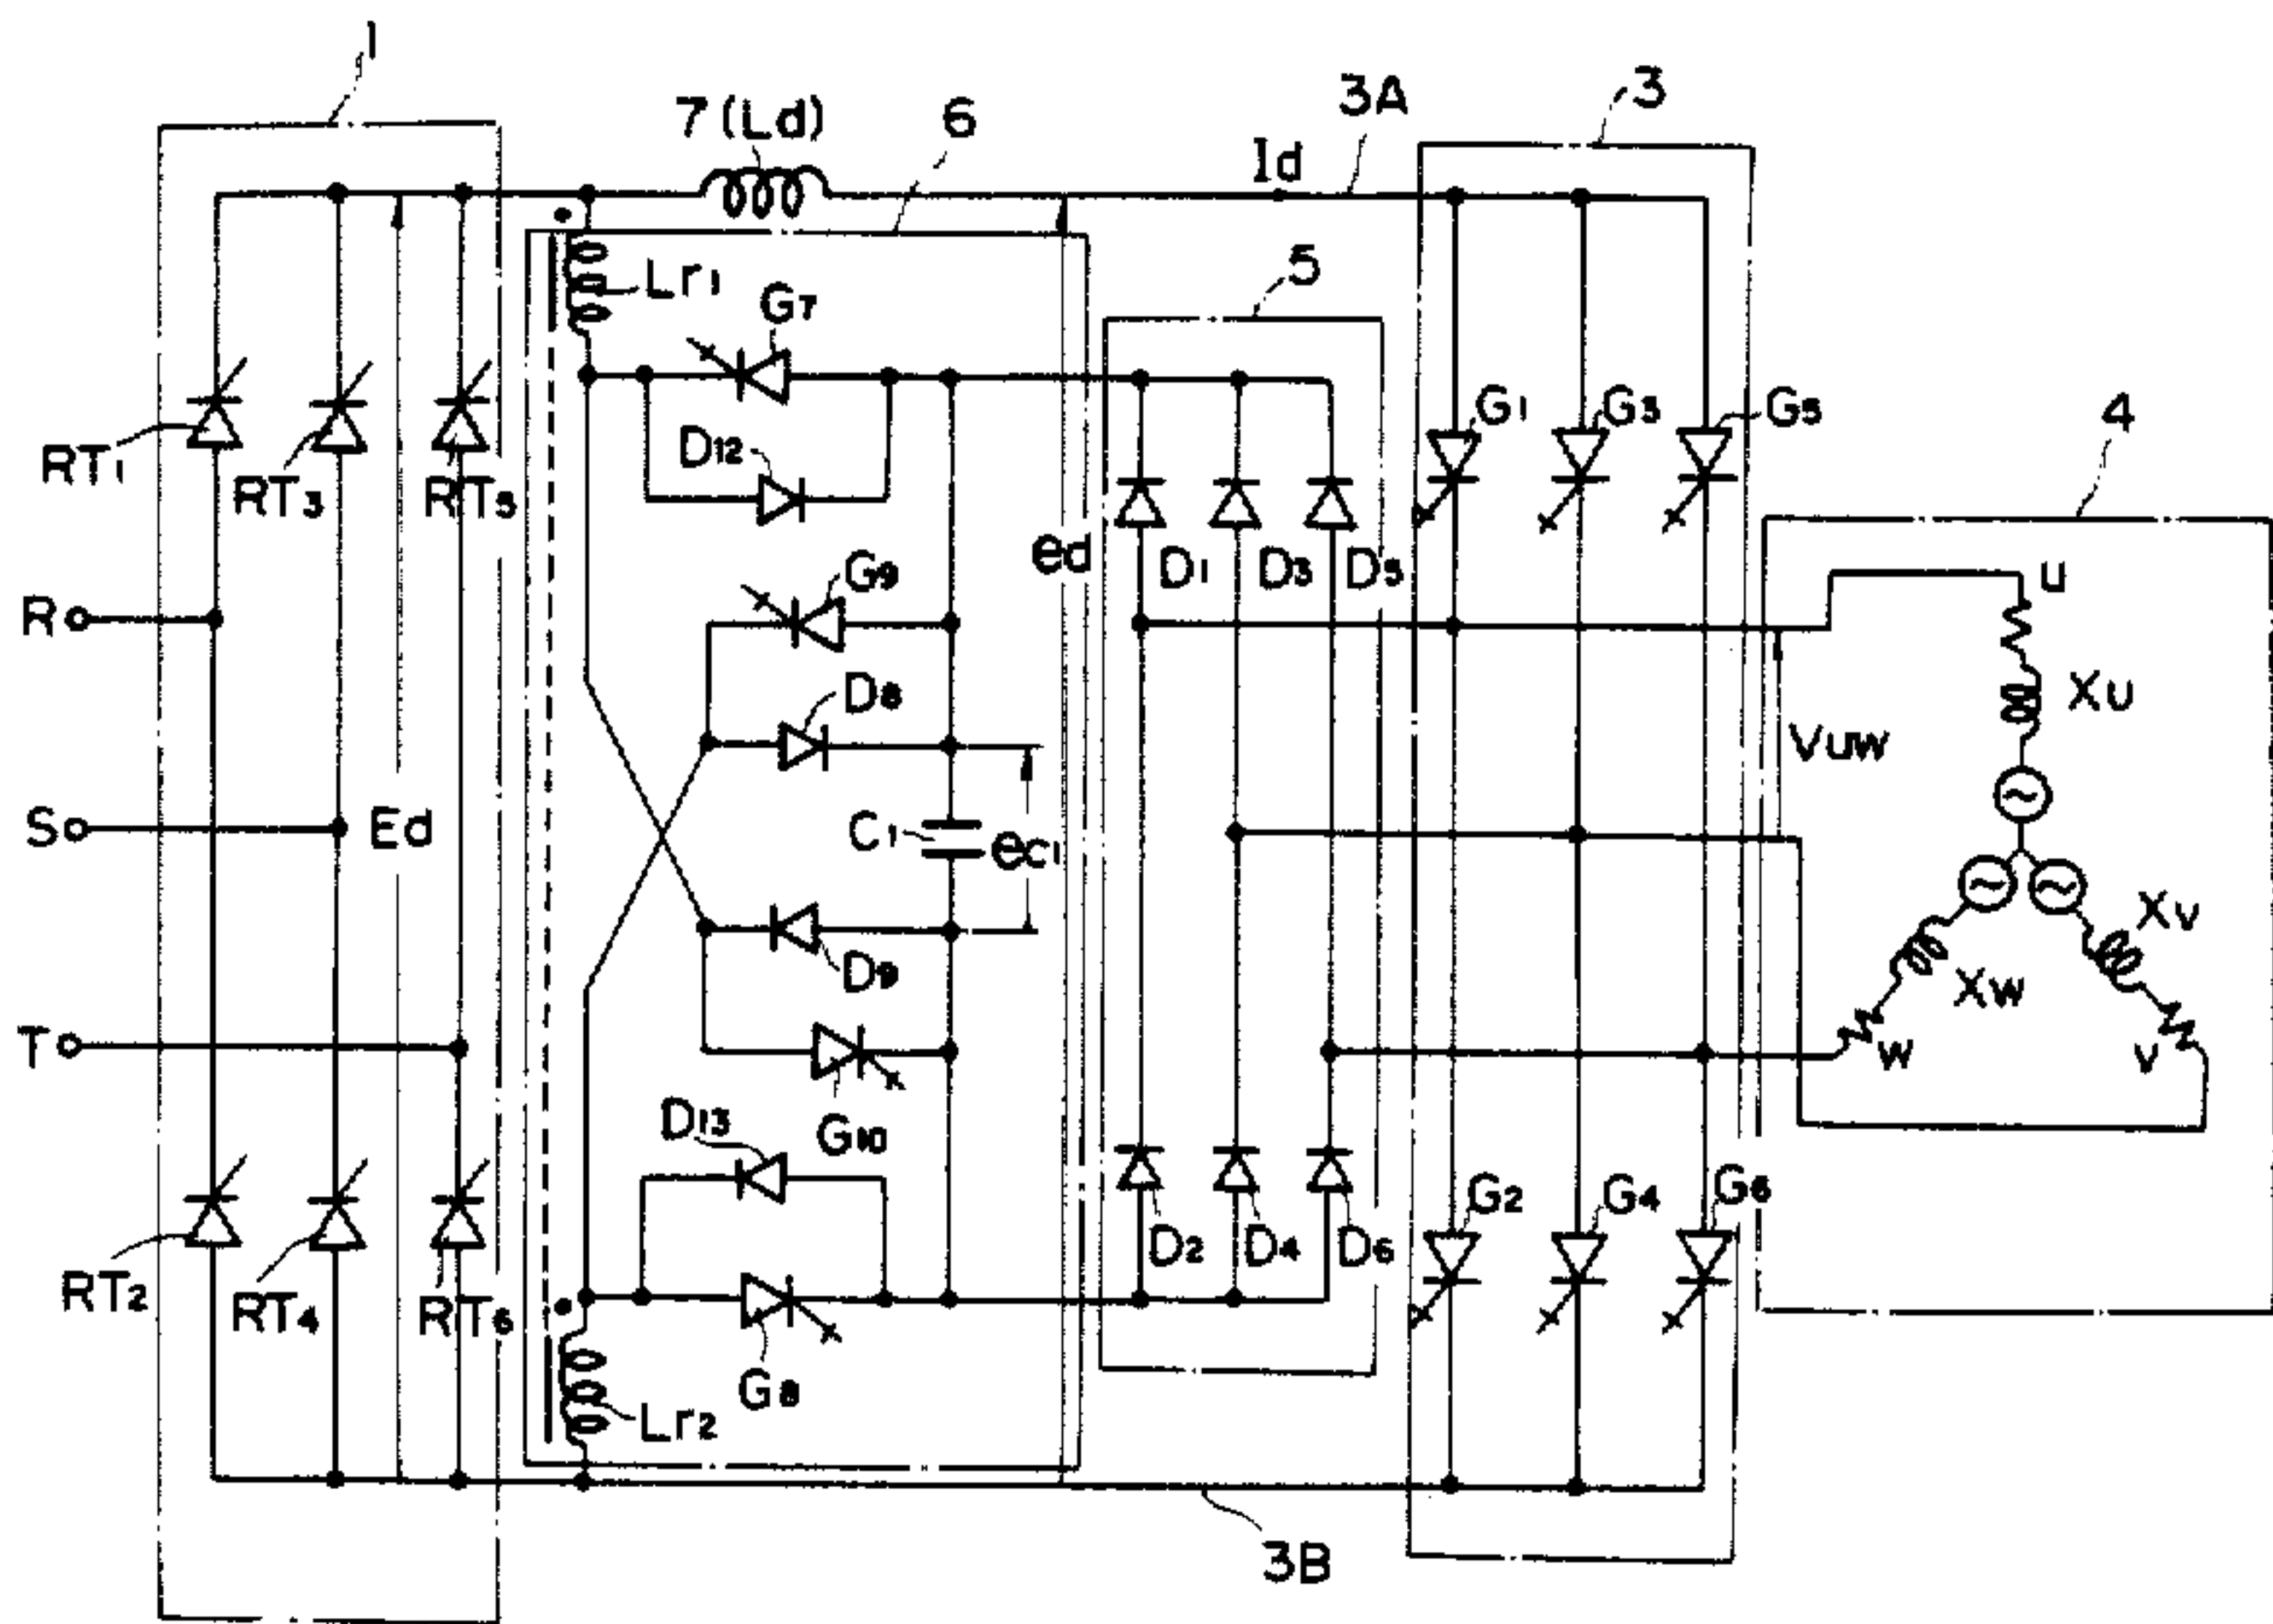 1
7 (Ld)
6
3A
3
Id
Lr1
G7
5
D12
G1
G3
G5
4
RT1
RT3
RT5
G9
ed
D1
D3
D5
u
R
D8
Xu
Vuw
S
Ed
C1
ec1
Xv
D9
Xw
T
w
v
D13
G10
G2
G4
G6
D2
D4
D6
RT2
RT4
RT6
G8
Lr2
3B